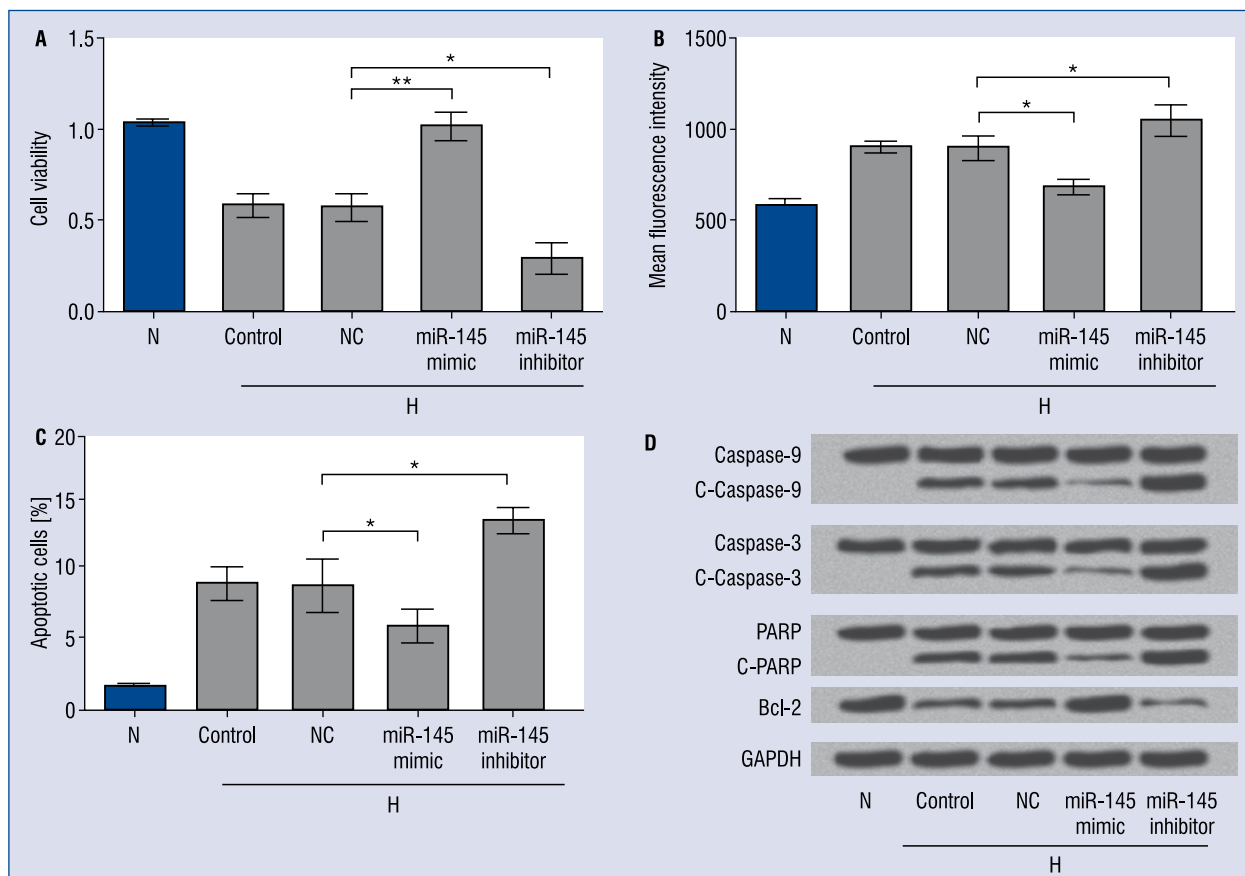 A
Cell viability
1.5
1.0
0.5
0.0
*
**
N
Control
NC
miR-145
mimic
miR-145
inhibitor
H
B
Mean fluorescence intensity
1500
1000
500
0
*
*
N
Control
NC
miR-145
mimic
miR-145
inhibitor
H
C
Apoptotic cells [%]
20
15
10
5
0
*
*
N
Control
NC
miR-145
mimic
miR-145
inhibitor
H
D
Caspase-9
C-Caspase-9
Caspase-3
C-Caspase-3
PARP
C-PARP
Bcl-2
GAPDH
N
Control
NC
miR-145
mimic
miR-145
inhibitor
H